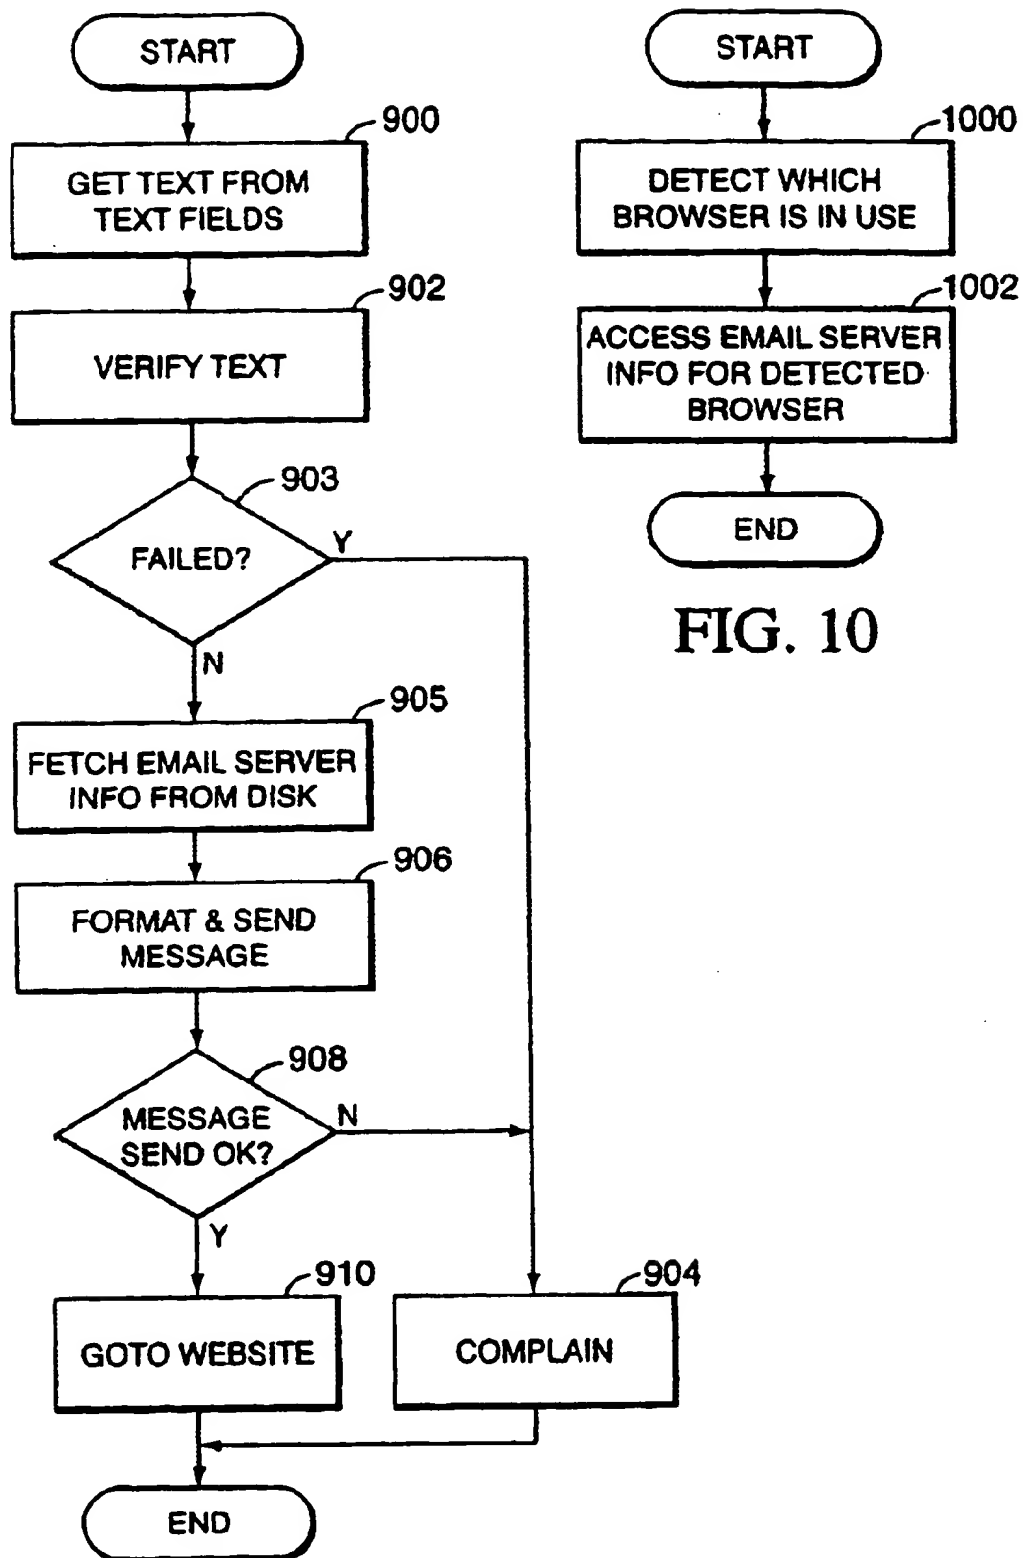 START
900
GET TEXT FROM
TEXT FIELDS
902
VERIFY TEXT
903
FAILED?
Y
N
905
FETCH EMAIL SERVER
INFO FROM DISK
906
FORMAT & SEND
MESSAGE
908
MESSAGE
SEND OK?
N
Y
910
GOTO WEBSITE
904
COMPLAIN
END
START
1000
DETECT WHICH
BROWSER IS IN USE
1002
ACCESS EMAIL SERVER
INFO FOR DETECTED
BROWSER
END
FIG. 10